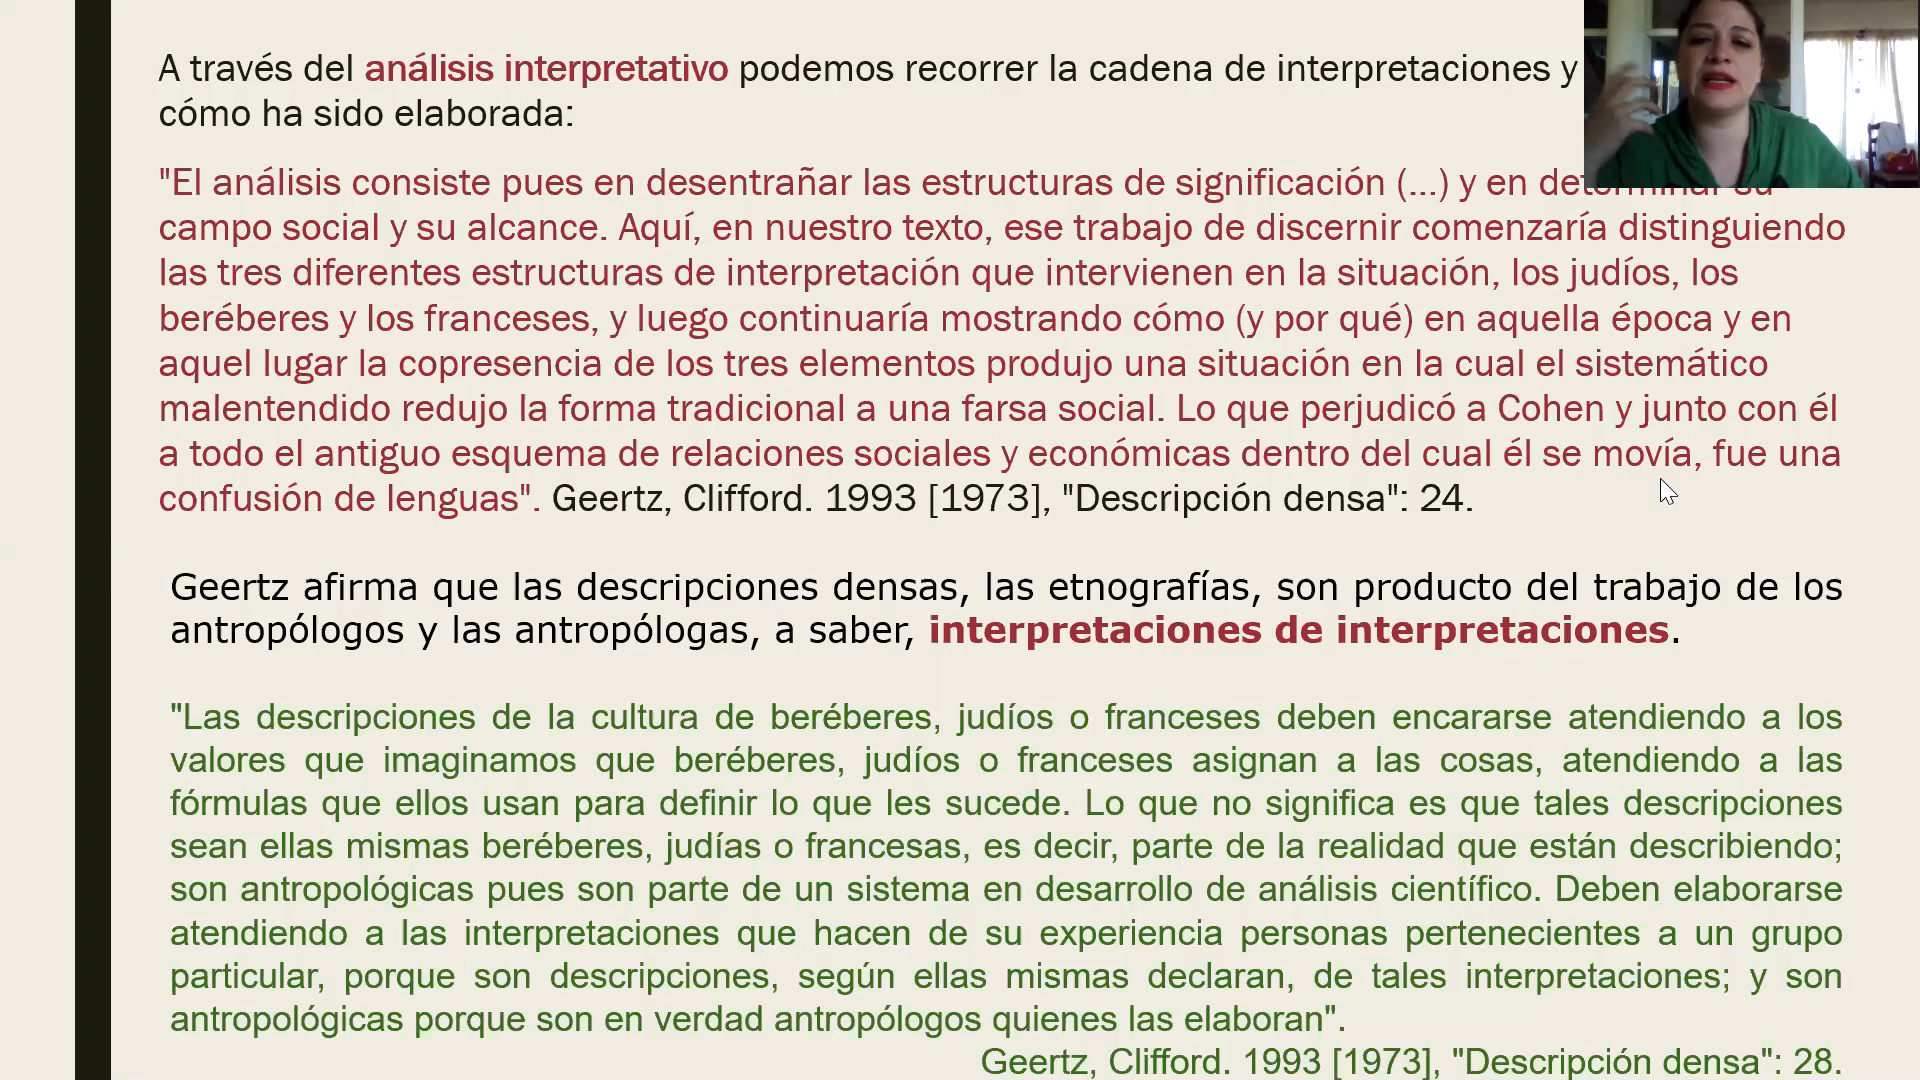 A través del análisis interpretativo podemos recorrer la cadena de interpretaciones y
cómo ha sido elaborada:
"El análisis consiste pues en desentrañar las estructuras de significación (...) y en determinar su
campo social y su alcance. Aquí, en nuestro texto, ese trabajo de discernir comenzaría distinguiendo
las tres diferentes estructuras de interpretación que intervienen en la situación, los judíos, los
beréberes y los franceses, y luego continuaría mostrando cómo (y por qué) en aquella época y en
aquel lugar la copresencia de los tres elementos produjo una situación en la cual el sistemático
malentendido redujo la forma tradicional a una farsa social. Lo que perjudicó a Cohen y junto con él
a todo el antiguo esquema de relaciones sociales y económicas dentro del cual él se movía, fue una
confusión de lenguas". Geertz, Clifford. 1993 [1973], "Descripción densa": 24.
Geertz afirma que las descripciones densas, las etnografías, son producto del trabajo de los
antropólogos y las antropólogas, a saber, interpretaciones de interpretaciones.
"Las descripciones de la cultura de beréberes, judíos o franceses deben encararse atendiendo a los
valores que imaginamos que beréberes, judíos o franceses asignan a las cosas, atendiendo a las
fórmulas que ellos usan para definir lo que les sucede. Lo que no significa es que tales descripciones
sean ellas mismas beréberes, judías o francesas, es decir, parte de la realidad que están describiendo;
son antropológicas pues son parte de un sistema en desarrollo de análisis científico. Deben elaborarse
atendiendo a las interpretaciones que hacen de su experiencia personas pertenecientes a un grupo
particular, porque son descripciones, según ellas mismas declaran, de tales interpretaciones; y son
antropológicas porque son en verdad antropólogos quienes las elaboran".
Geertz, Clifford. 1993 [1973], "Descripción densa": 28.